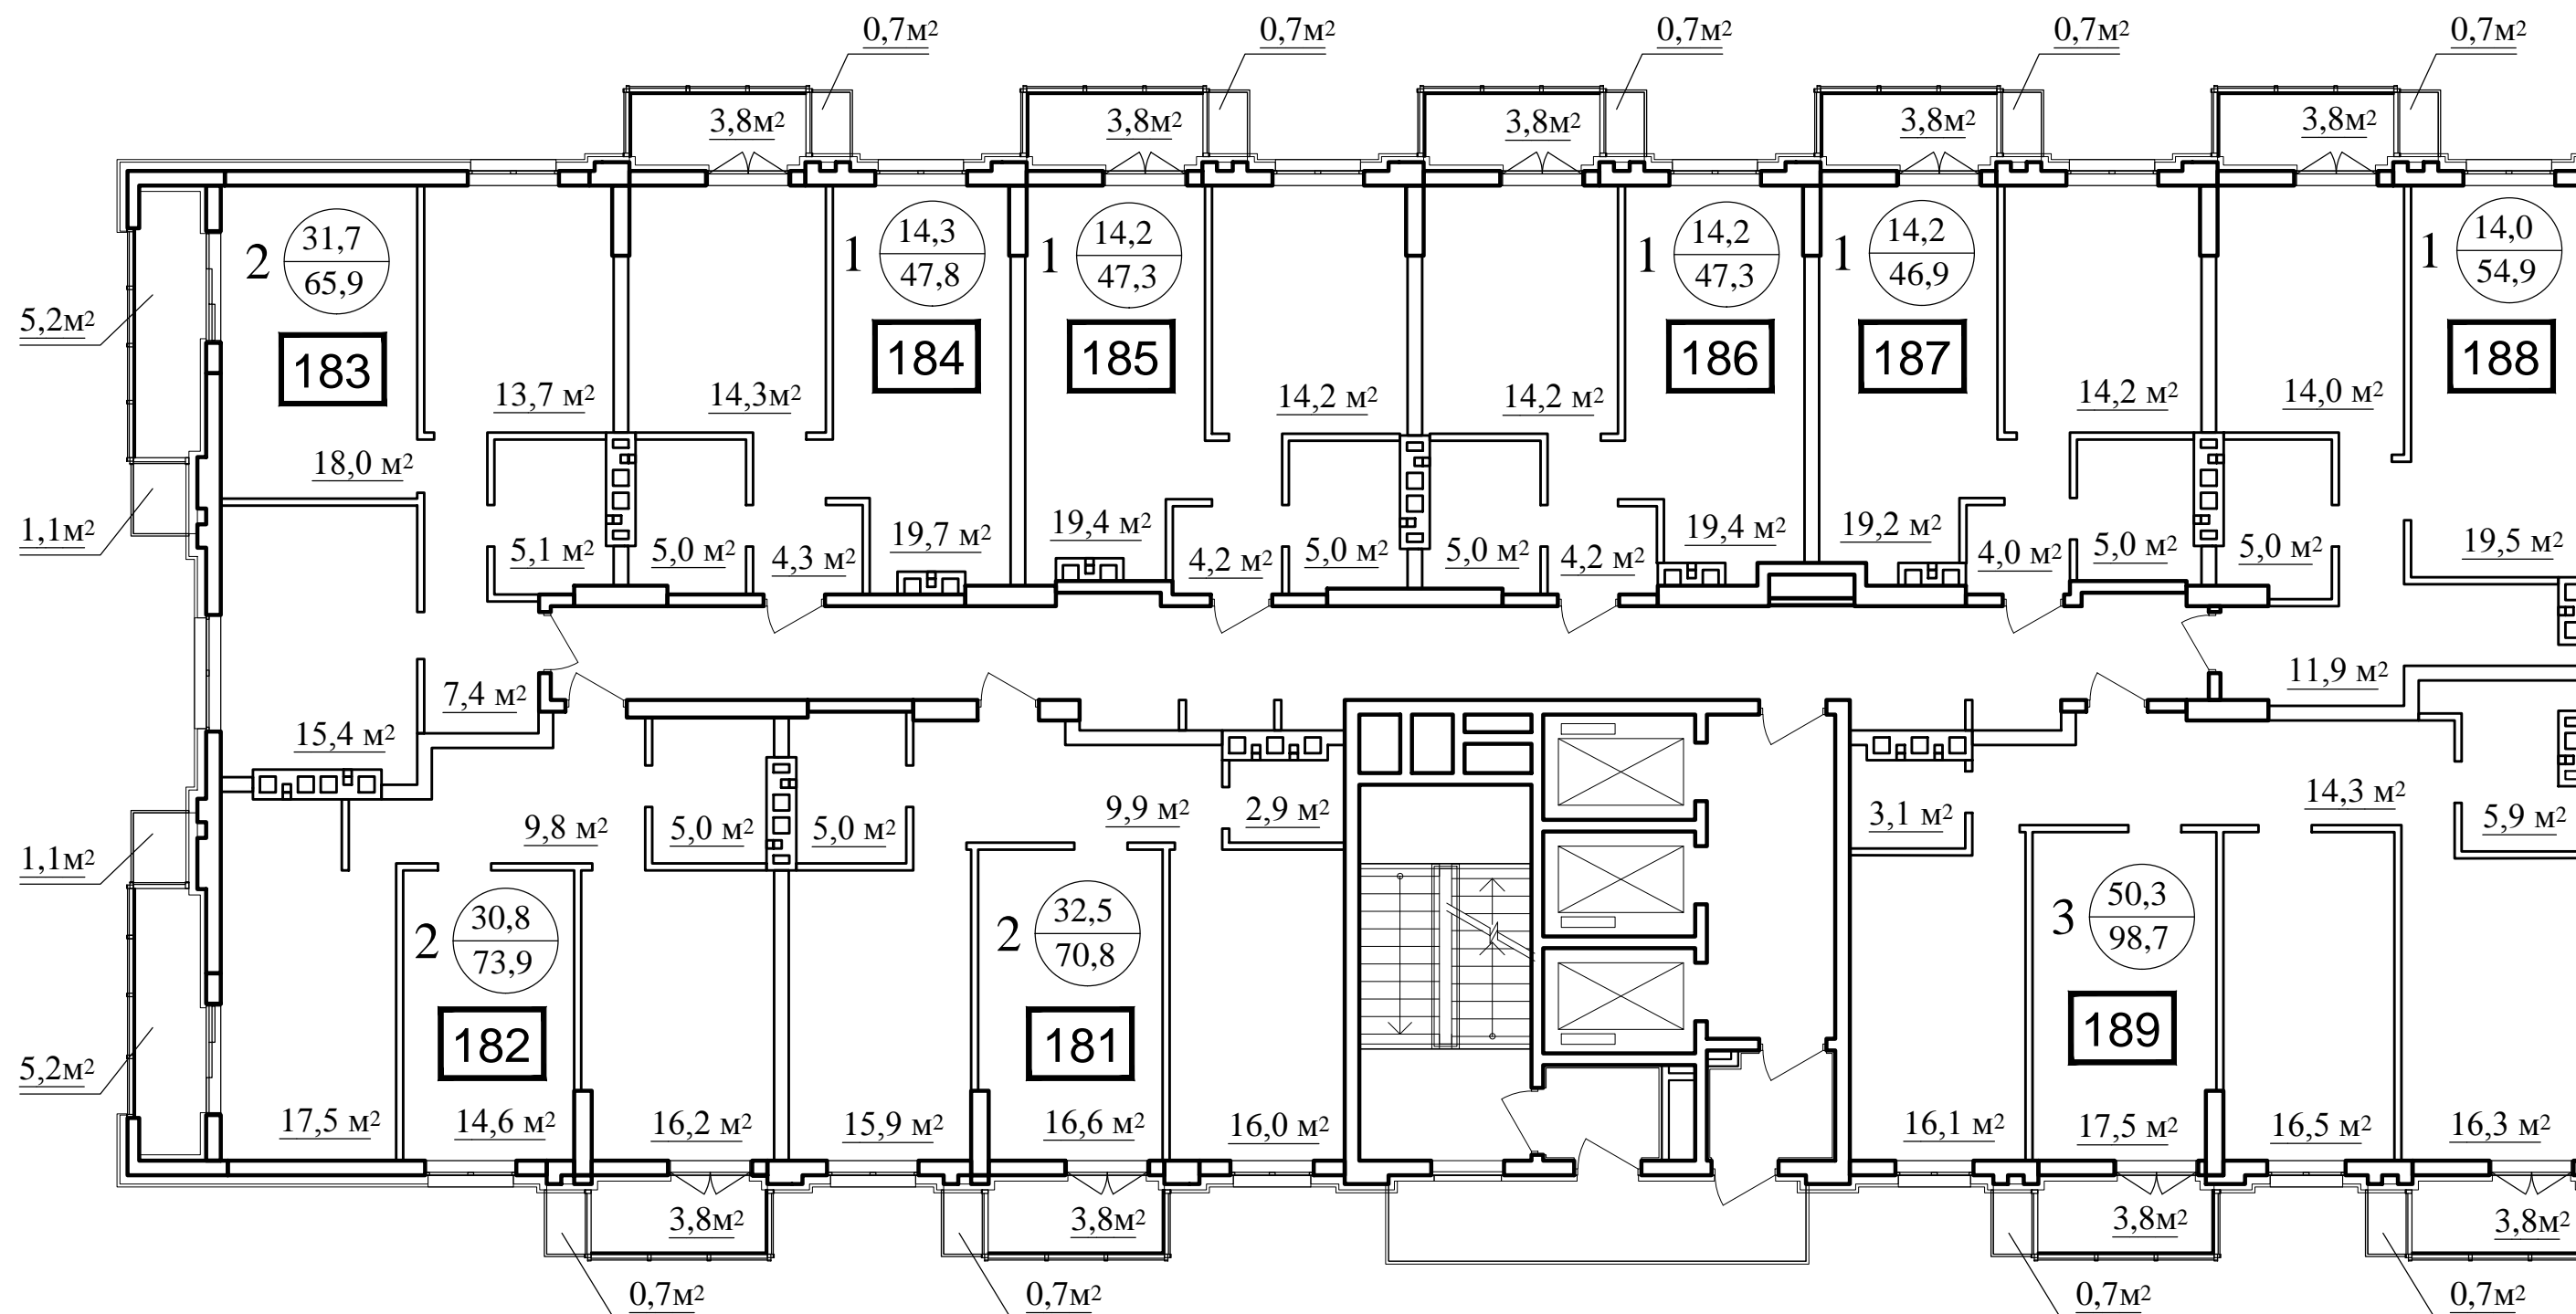 0,7м² 0,7м² 0,7м² 0,7м² 0,7м²
3,8м² 3,8м² 3,8м² 3,8м² 3,8м²
2 31,7 65,9
1 14,3 47,8
1 14,2 47,3
1 14,2 47,3
1 14,2 46,9
1 14,0 54,9
5,2м²
183 184 185 186 187 188
13,7 м² 14,3м² 14,2 м² 14,2 м² 14,2 м² 14,0 м²
18,0 м²
1,1м²
5,1 м² 5,0 м² 4,3 м² 19,7 м² 19,4 м² 4,2 м² 5,0 м² 5,0 м² 4,2 м² 19,4 м² 19,2 м² 4,0 м² 5,0 м² 5,0 м² 19,5 м²
7,4 м² 11,9 м²
15,4 м²
1,1м²
9,8 м² 5,0 м² 5,0 м² 9,9 м² 2,9 м² 3,1 м² 14,3 м² 5,9 м²
2 30,8 73,9
2 32,5 70,8
3 50,3 98,7
182 181 189
5,2м²
17,5 м² 14,6 м² 16,2 м² 15,9 м² 16,6 м² 16,0 м² 16,1 м² 17,5 м² 16,5 м² 16,3 м²
3,8м² 3,8м² 3,8м² 3,8м²
0,7м² 0,7м² 0,7м² 0,7м²